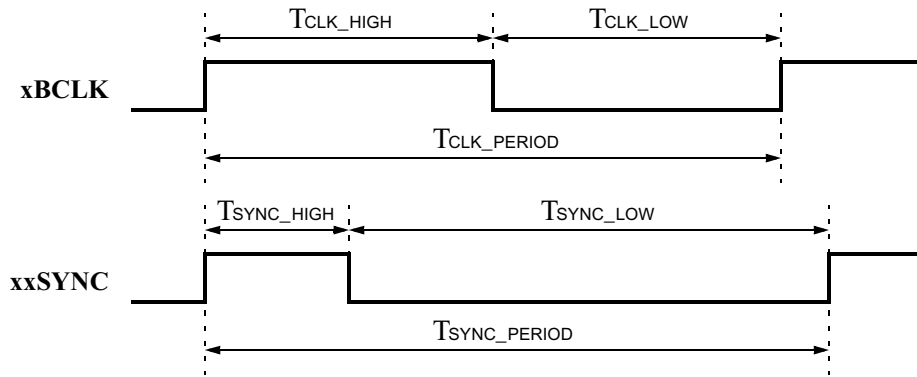 TCLK_HIGH TCLK_LOW
xBCLK
TCLK_PERIOD
TSYNC_HIGH TSYNC_LOW
xxSYNC
TSYNC_PERIOD